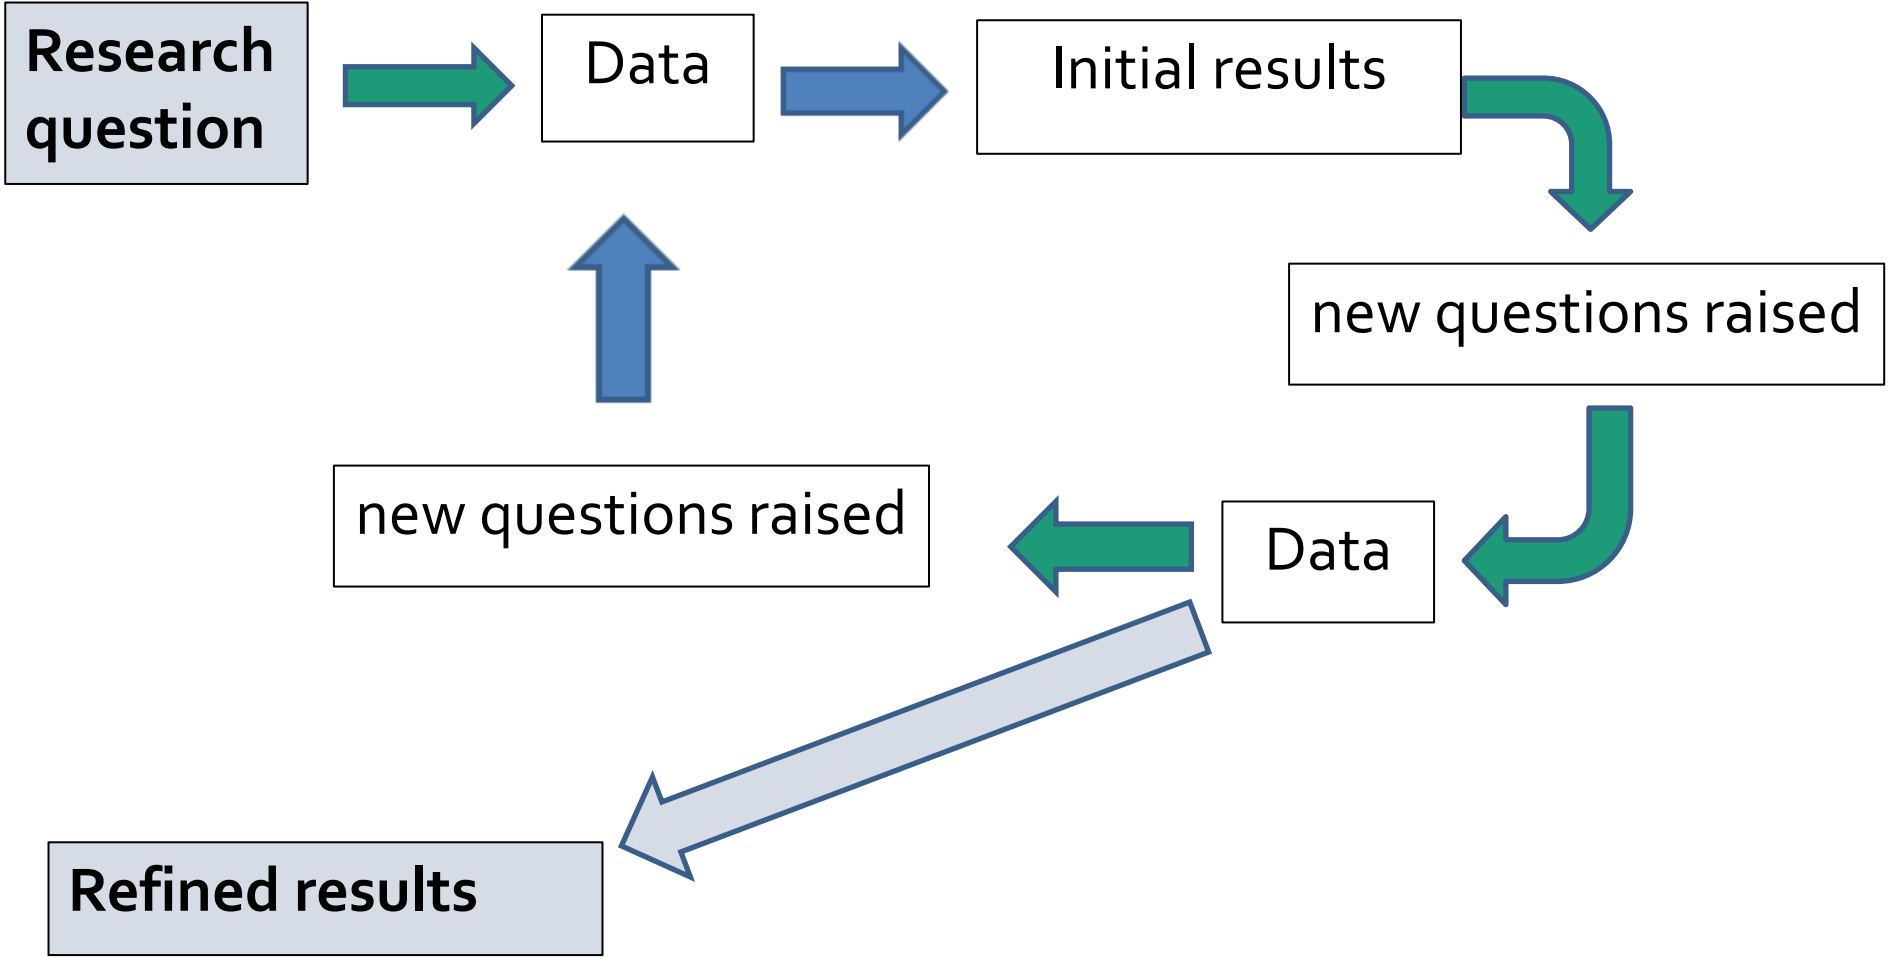 Research
question
Data
Initial results
new questions raised
Data
new questions raised
Refined results